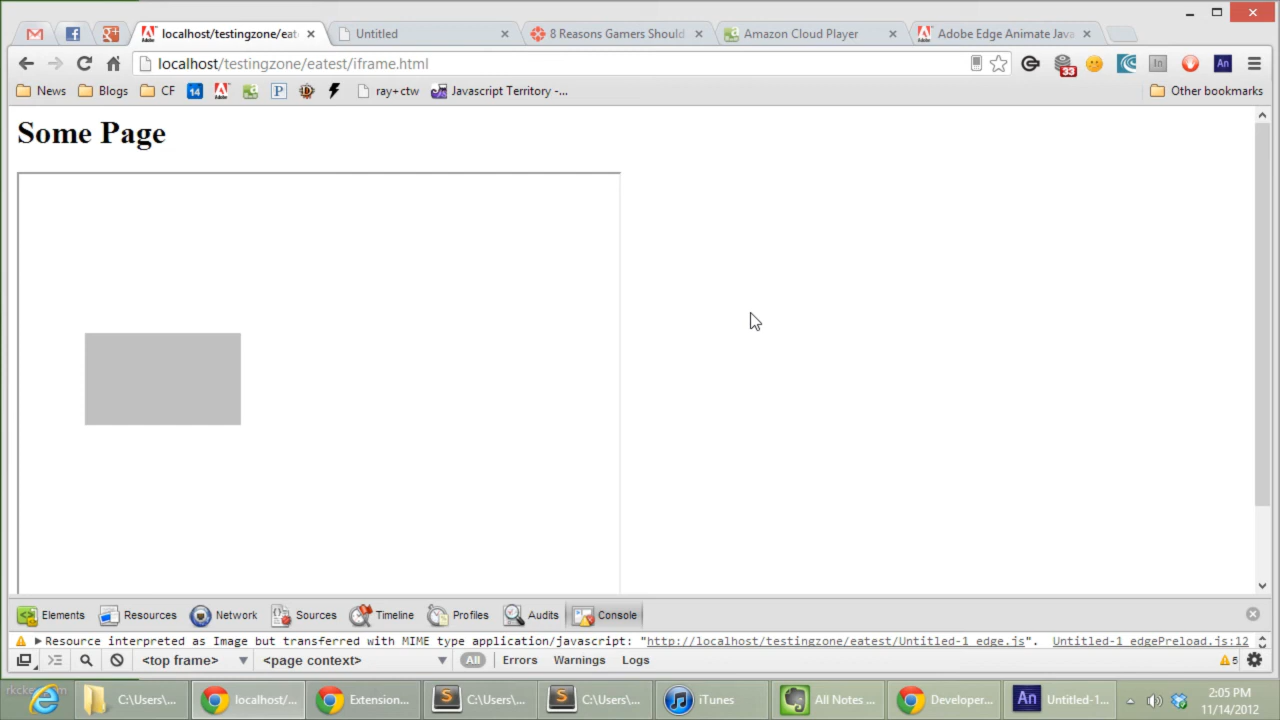 localhost/testingzone/eat
Untitled
8 Reasons Gamers Should
Amazon Cloud Player
Adobe Edge Animate Java
localhost/testingzone/eatest/iframe.html
33
In
An
News
Blogs
CF
14
P
ray+ctw
Javascript Territory -...
Other bookmarks
Some Page
Elements
Resources
Network
Sources
Timeline
Profiles
Audits
Console
Resource interpreted as Image but transferred with MIME type application/javascript: "http://localhost/testingzone/eatest/Untitled-1_edge.js". Untitled-1_edgePreload.js:12
<top frame>
<page context>
All
Errors
Warnings
Logs
5
C:\Users\...
localhost/...
Extension...
C:\Users\...
C:\Users\...
iTunes
All Notes ...
Developer...
An
Untitled-1...
2:05 PM
11/14/2012